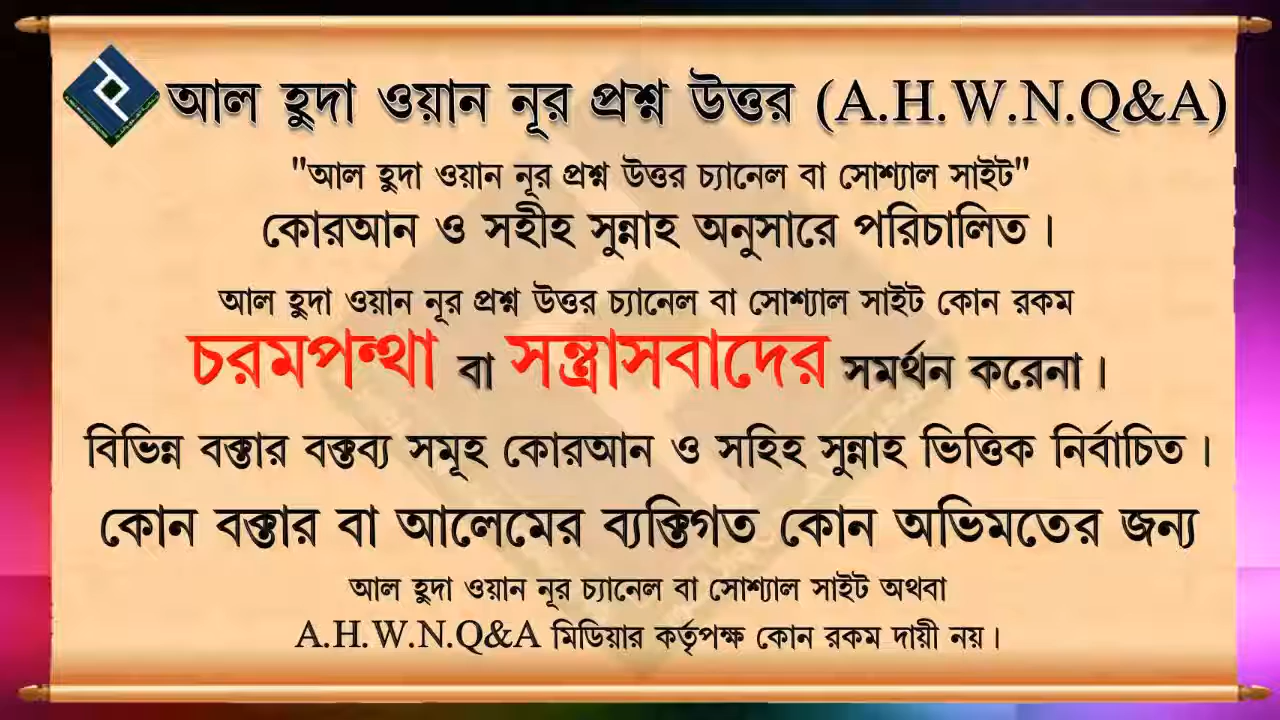 আল হুদা ওয়ান নূর প্রশ্ন উত্তর (A.H.W.N.Q&A)
"আল হুদা ওয়ান নূর প্রশ্ন উত্তর চ্যানেল বা সোশ্যাল সাইট"
কোরআন ও সহীহ সুন্নাহ অনুসারে পরিচালিত।
আল হুদা ওয়ান নূর প্রশ্ন উত্তর চ্যানেল বা সোশ্যাল সাইট কোন রকম
চরমপন্থা বা সন্ত্রাসবাদের সমর্থন করেনা।
বিভিন্ন বক্তার বক্তব্য সমূহ কোরআন ও সহিহ সুন্নাহ ভিত্তিক নির্বাচিত।
কোন বক্তার বা আলেমের ব্যক্তিগত কোন অভিমতের জন্য
আল হুদা ওয়ান নূর চ্যানেল বা সোশ্যাল সাইট অথবা
A.H.W.N.Q&A মিডিয়ার কর্তৃপক্ষ কোন রকম দায়ী নয়।